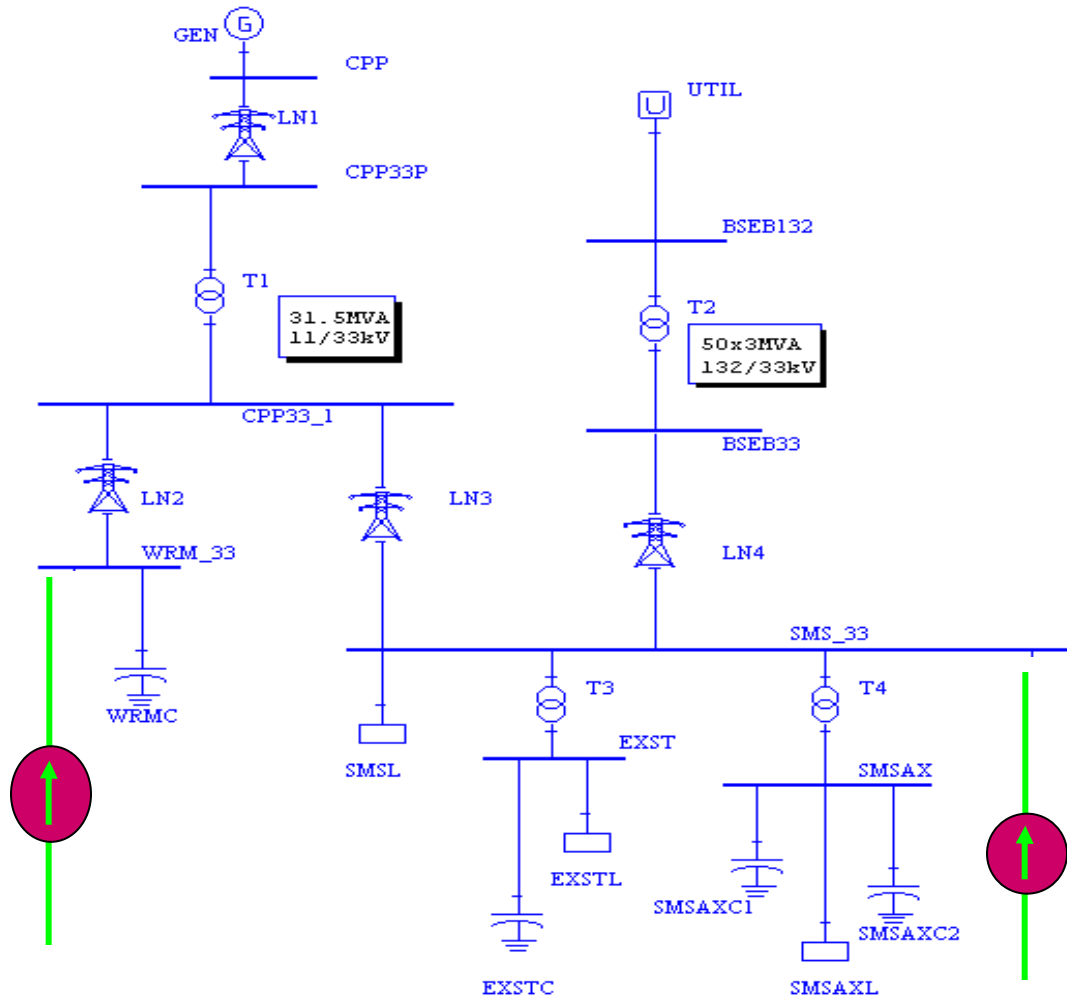 G
GEN
CPP
LN1
CPP33P
UTIL
U
BSEB132
T1
31.5MVA
11/33kV
T2
50x3MVA
132/33kV
CPP33_1
BSEB33
LN2
LN3
LN4
WRM_33
SMS_33
WRMC
T3
T4
SMSL
EXST
SMSAX
EXSTL
SMSAXC1
SMSAXC2
EXSTC
SMSAXL